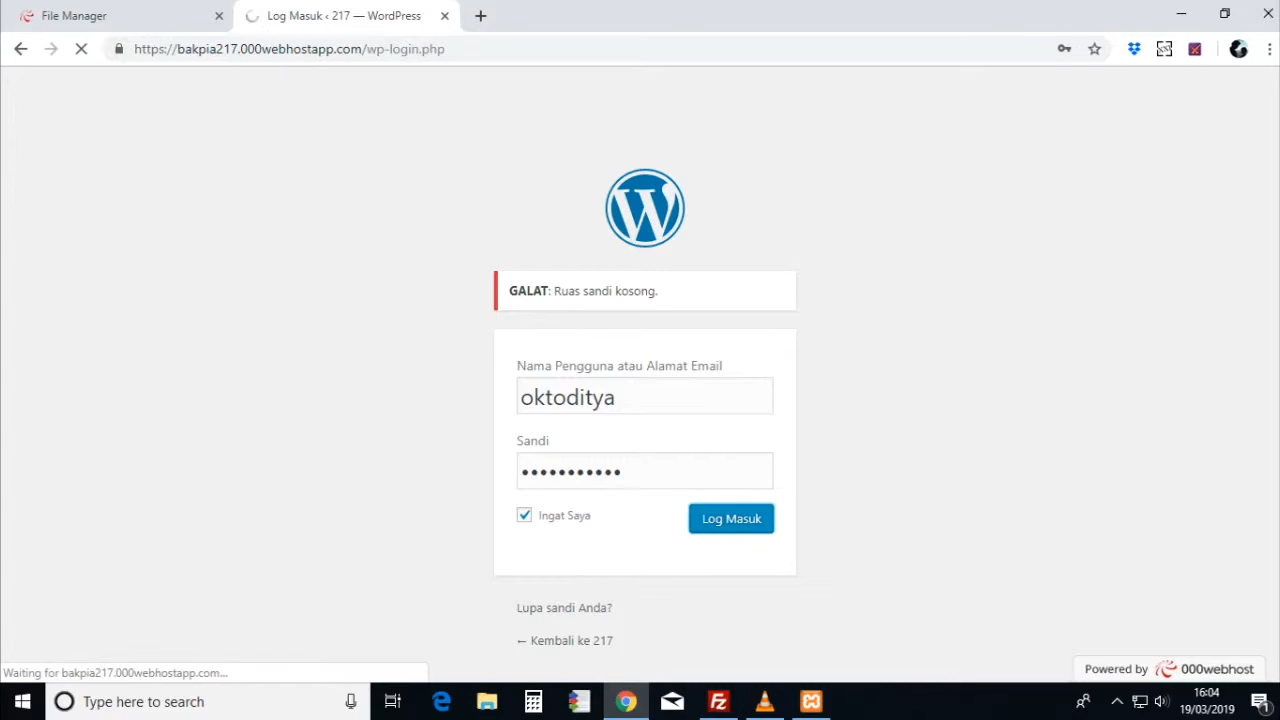 File Manager
Log Masuk ‹ 217 — WordPress
https://bakpia217.000webhostapp.com/wp-login.php
GALAT: Ruas sandi kosong.
Nama Pengguna atau Alamat Email
oktoditya
Sandi
•••••••••••
Ingat Saya
Log Masuk
Lupa sandi Anda?
← Kembali ke 217
Waiting for bakpia217.000webhostapp.com...
Powered by 000webhost
Type here to search
16:04
19/03/2019
1